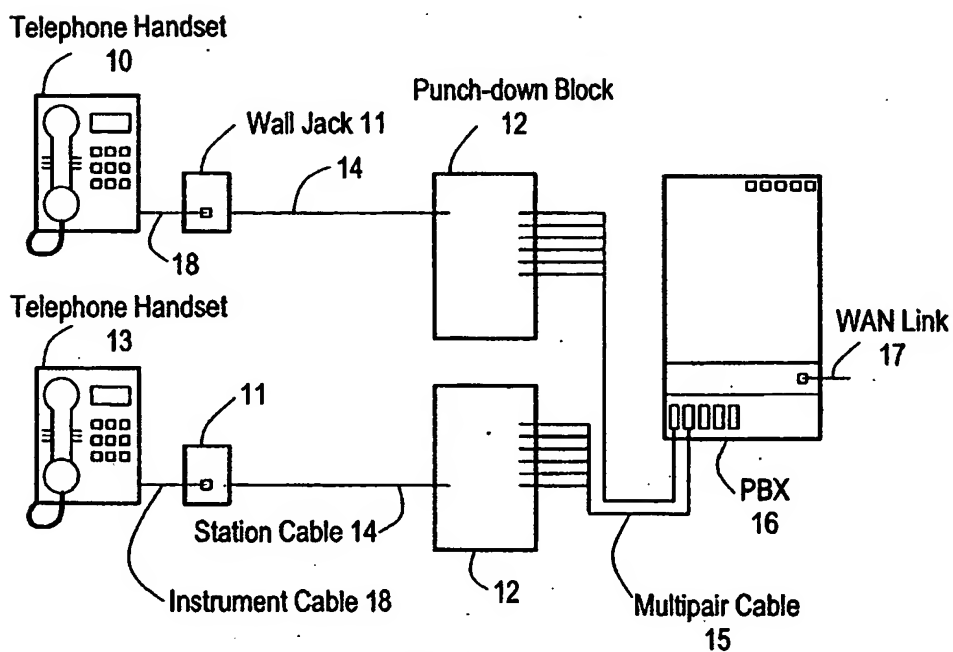 Telephone Handset
10
Wall Jack 11
14
Punch-down Block
12
18
Telephone Handset
13
11
WAN Link
17
Station Cable 14
PBX
16
Instrument Cable 18
12
Multipair Cable
15